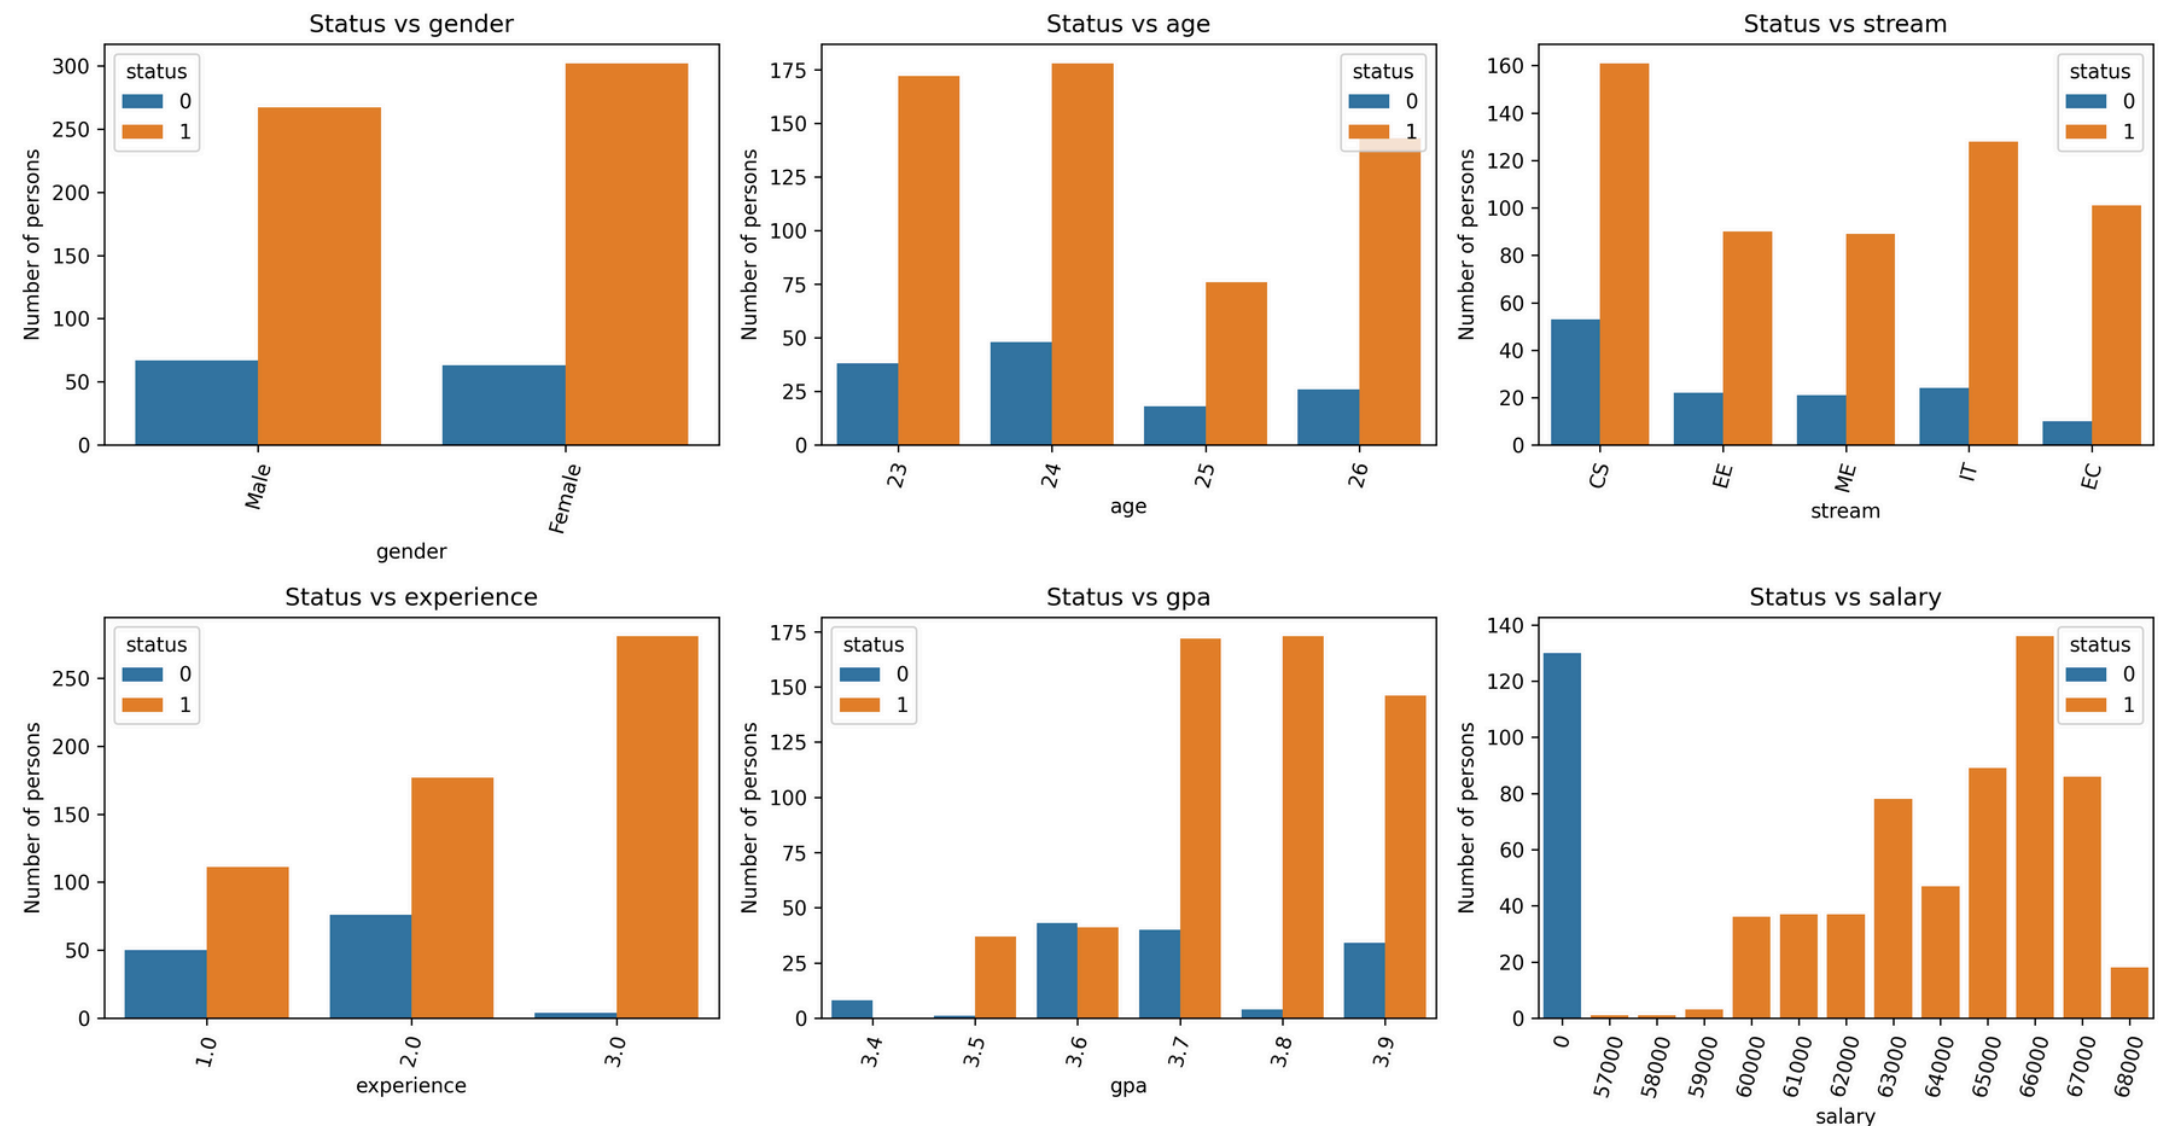 Status vs gender
Number of persons
300
250
200
150
100
50
0
status
0
1
Male
Female
gender
Status vs age
Number of persons
175
150
125
100
75
50
25
0
status
0
1
23
24
25
26
age
Status vs stream
Number of persons
160
140
120
100
80
60
40
20
0
status
0
1
CS
EE
ME
IT
EC
stream
Status vs experience
Number of persons
250
200
150
100
50
0
status
0
1
1.0
2.0
3.0
experience
Status vs gpa
Number of persons
175
150
125
100
75
50
25
0
status
0
1
3.4
3.5
3.6
3.7
3.8
3.9
gpa
Status vs salary
Number of persons
140
120
100
80
60
40
20
0
status
0
1
0
57000
58000
59000
60000
61000
62000
63000
64000
65000
66000
67000
68000
salary